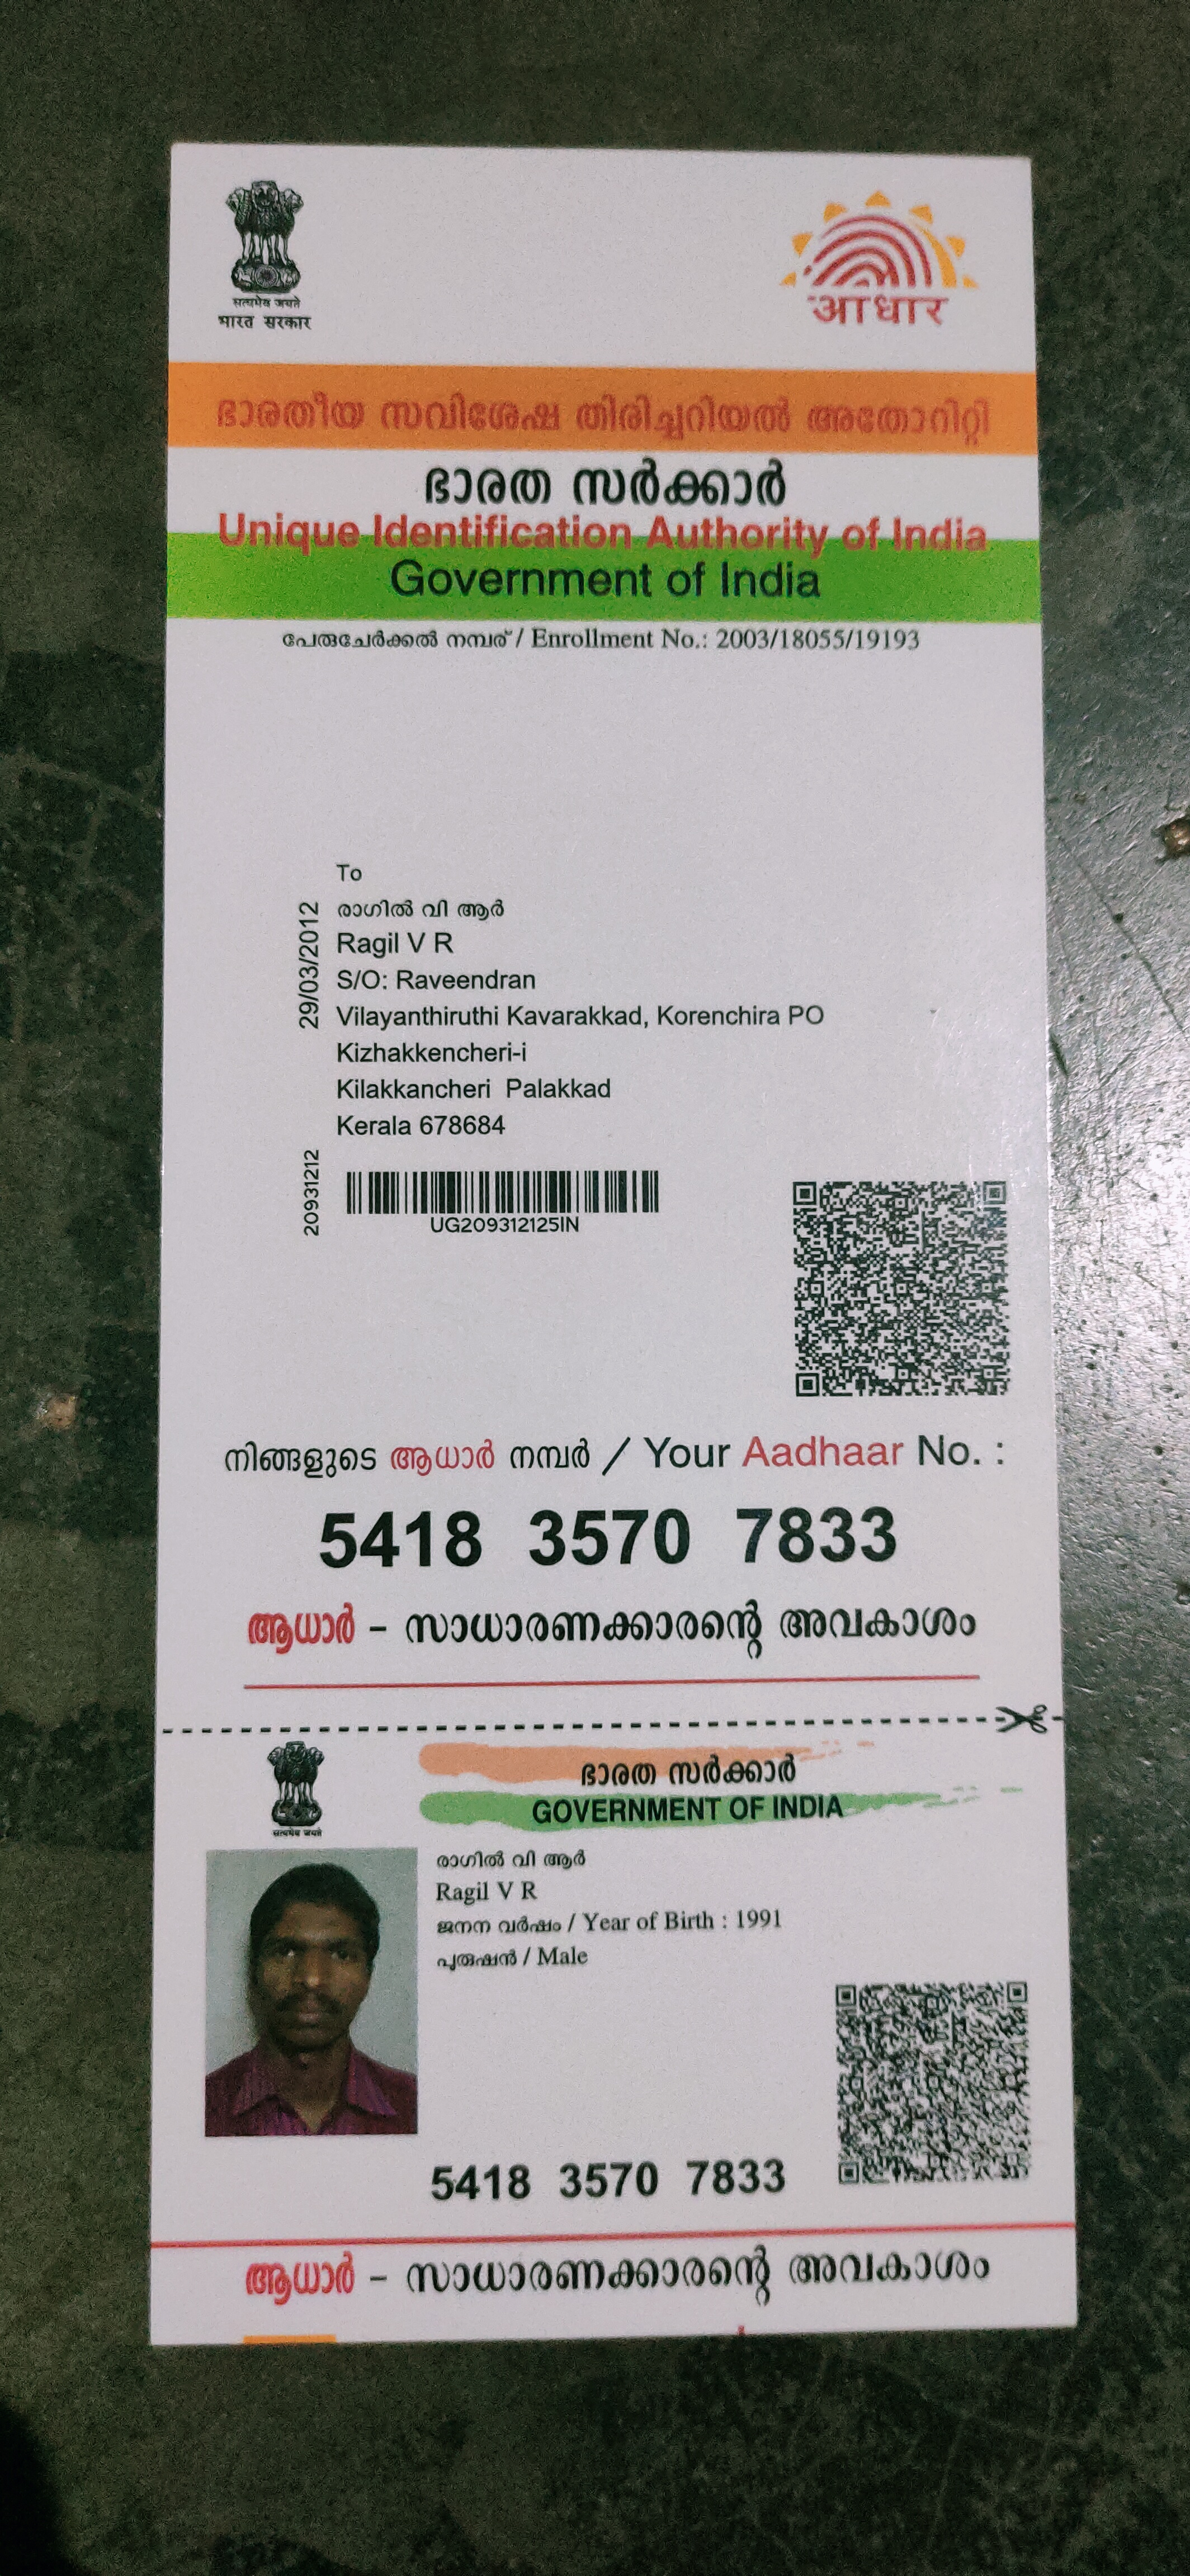 सत्यमेव जयते
भारत सरकार
आधार
ഭാരതീയ സവിശേഷ തിരിച്ചറിയൽ അതോറിറ്റി
ഭാരത സർക്കാർ
Unique Identification Authority of India
Government of India
പേരുചേർക്കൽ നമ്പര് / Enrollment No.: 2003/18055/19193
To
രാഗിൽ വി ആർ
Ragil V R
S/O: Raveendran
Vilayanthiruthi Kavarakkad, Korenchira PO
Kizhakkencheri-i
Kilakkancheri Palakkad
Kerala 678684
29/03/2012
20931212
UG209312125IN
നിങ്ങളുടെ ആധാർ നമ്പർ / Your Aadhaar No. :
5418 3570 7833
ആധാർ - സാധാരണക്കാരന്റെ അവകാശം
सत्यमेव जयते
ഭാരത സർക്കാർ
GOVERNMENT OF INDIA
രാഗിൽ വി ആർ
Ragil V R
ജനന വർഷം / Year of Birth : 1991
പുരുഷൻ / Male
5418 3570 7833
ആധാർ - സാധാരണക്കാരന്റെ അവകാശം